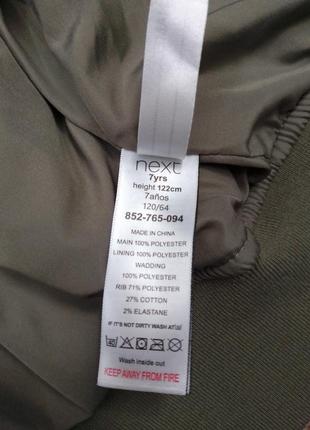 next
7yrs
height 122cm
7años
120/64
852-765-094
MADE IN CHINA
MAIN 100% POLYESTER
LINING 100% POLYESTER
WADDING
100% POLYESTER
RIB 71% POLYESTER
27% COTTON
2% ELASTANE
IF IT'S NOT DIRTY WASH AT
Wash inside out
KEEP AWAY FROM FIRE